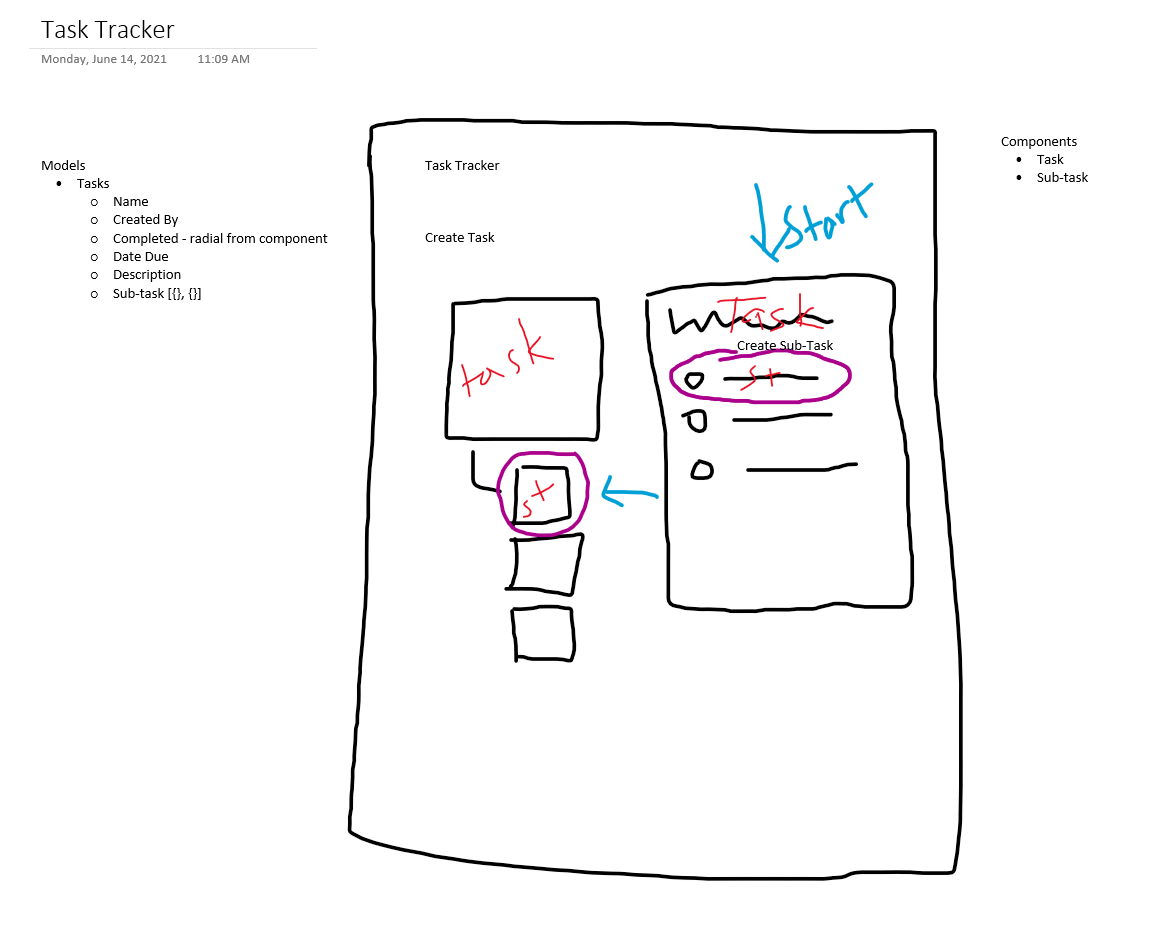 Task Tracker
Monday, June 14, 2021 11:09 AM
Models
Tasks
Name
Created By
Completed - radial from component
Date Due
Description
Sub-task [{}, {}]
Task Tracker
Create Task
start
task
st
Task
Create Sub-Task
st
Components
Task
Sub-task